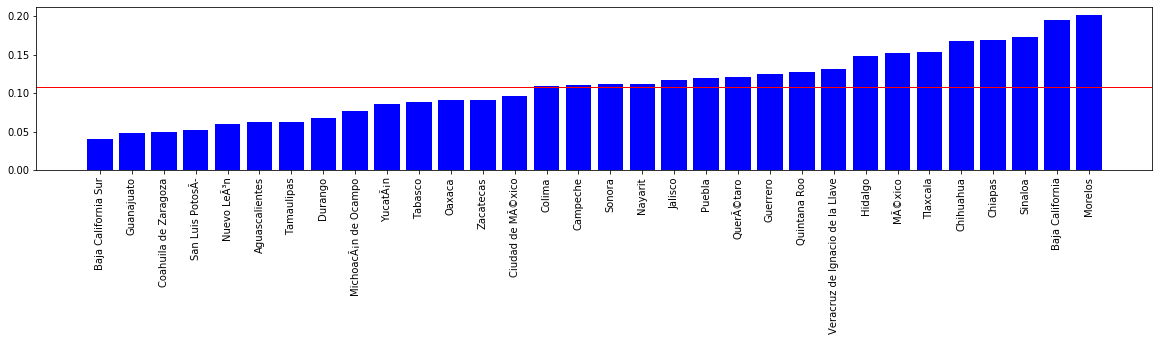 0.20
0.15
0.10
0.05
0.00
Baja California Sur
Guanajuato
Coahuila de Zaragoza
San Luis PotosÃ-
Nuevo LeÃ³n
Aguascalientes
Tamaulipas
Durango
MichoacÃ¡n de Ocampo
YucatÃ¡n
Tabasco
Oaxaca
Zacatecas
Ciudad de MÃ©xico
Colima
Campeche
Sonora
Nayarit
Jalisco
Puebla
QuerÃ©taro
Guerrero
Quintana Roo
Veracruz de Ignacio de la Llave
Hidalgo
MÃ©xico
Tlaxcala
Chihuahua
Chiapas
Sinaloa
Baja California
Morelos